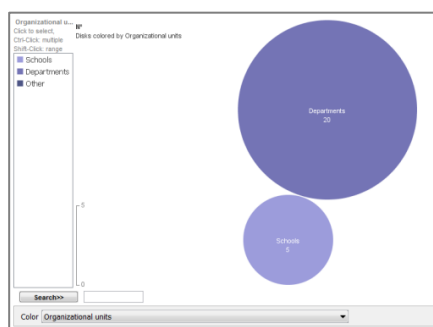 Organizational u...
Click to select,
Ctrl-Click: multiple
Shift-Click: range
Schools
Departments
Other
N°
Disks colored by Organizational units
Departments
20
Schools
5
5
0
Search>>
Color Organizational units